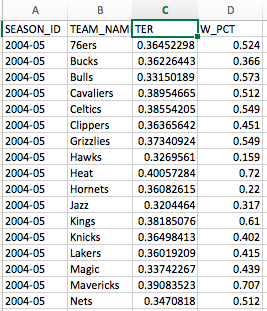 A B C D
SEASON_ID TEAM_NAM TER W_PCT
2004-05 76ers 0.36452298 0.524
2004-05 Bucks 0.36226443 0.366
2004-05 Bulls 0.33150189 0.573
2004-05 Cavaliers 0.38954665 0.512
2004-05 Celtics 0.38554205 0.549
2004-05 Clippers 0.36365642 0.451
2004-05 Grizzlies 0.37340924 0.549
2004-05 Hawks 0.3269561 0.159
2004-05 Heat 0.40057284 0.72
2004-05 Hornets 0.36082615 0.22
2004-05 Jazz 0.3204464 0.317
2004-05 Kings 0.38185076 0.61
2004-05 Knicks 0.36498413 0.402
2004-05 Lakers 0.36019209 0.415
2004-05 Magic 0.33742267 0.439
2004-05 Mavericks 0.39083523 0.707
2004-05 Nets 0.3470818 0.512